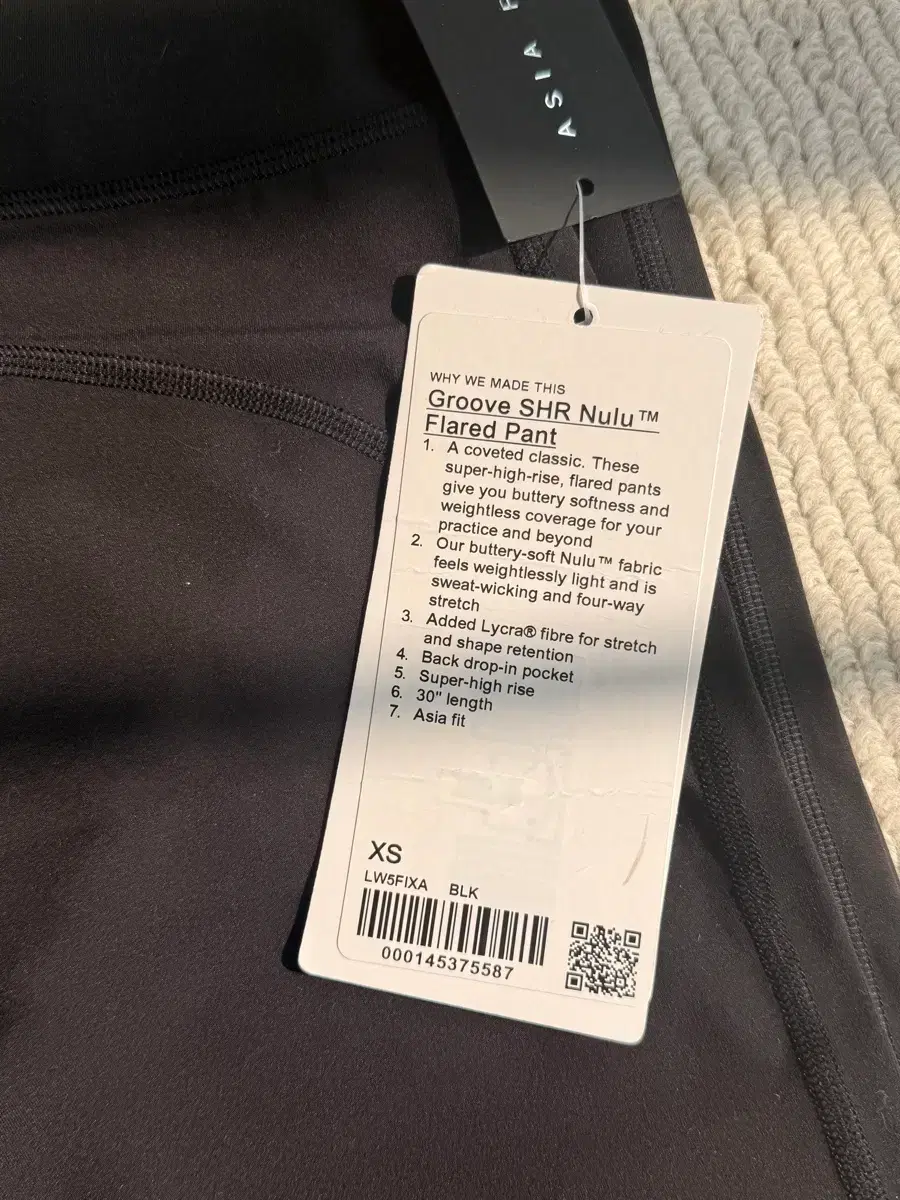 ASIA
WHY WE MADE THIS
Groove SHR Nulu™
Flared Pant
1. A coveted classic. These
super-high-rise, flared pants
give you buttery softness and
weightless coverage for your
practice and beyond
2. Our buttery-soft Nulu™ fabric
feels weightlessly light and is
sweat-wicking and four-way
stretch
3. Added Lycra® fibre for stretch
and shape retention
4. Back drop-in pocket
5. Super-high rise
6. 30" length
7. Asia fit
XS
LW5FIXA BLK
000145375587